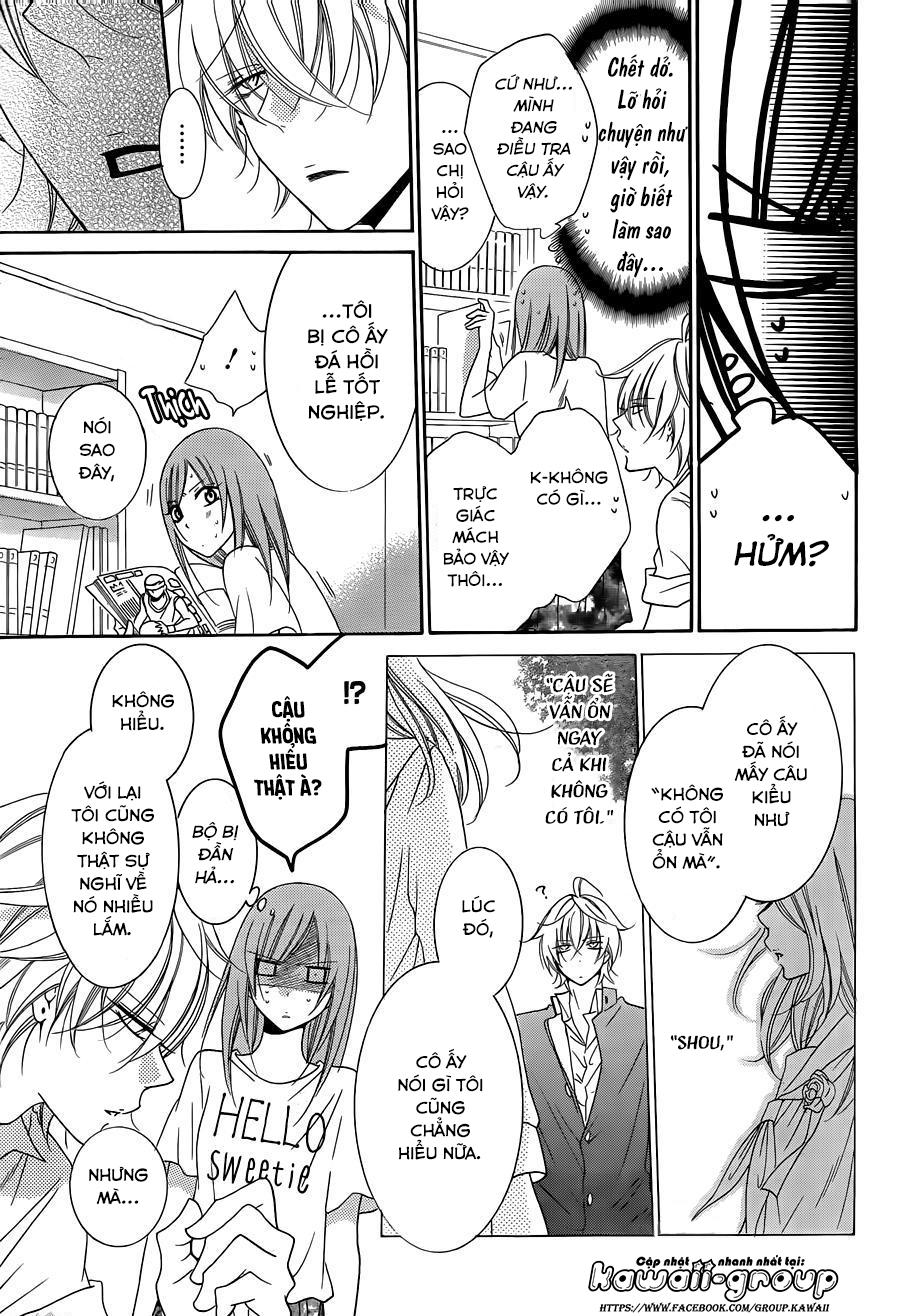 ...
HỬM?
Chết dở.
Lỡ hỏi
chuyện như
vậy rồi,
giờ biết
làm sao
đây...
CỨ NHƯ...
MÌNH
ĐANG
ĐIỀU TRA
CẬU ẤY
VẬY.
...
SAO
CHỊ
HỎI
VẬY?
K-KHÔNG
CÓ GÌ...
TRỰC
GIÁC
MÁCH
BẢO VẬY
THÔI...
......
...TÔI
BỊ CÔ ẤY
ĐÁ HỒI
LỄ TỐT
NGHIỆP.
!
Thịch
NÓI
SAO
ĐÂY,
CÔ ẤY
ĐÃ NÓI
MẤY CÂU
KIỂU
NHƯ
"KHÔNG
CÓ TÔI
CẬU VẪN
ỔN MÀ".
"SHOU,"
"CẬU SẼ
VẪN ỔN
NGAY
CẢ KHI
KHÔNG
CÓ TÔI."
?
LÚC
ĐÓ,
CÔ ẤY
NÓI GÌ TÔI
CŨNG
CHẲNG
HIỂU NỮA.
!?
CẬU
KHÔNG
HIỂU
THẬT À?
BỘ BỊ
ĐẦN
HẢ...
KHÔNG
HIỂU.
VỚI LẠI
TÔI CŨNG
KHÔNG
THẬT SỰ
NGHĨ VỀ
NÓ NHIỀU
LẮM.
HELLO
sweetie
NHƯNG
MÀ...
Cập nhật nhanh nhất tại:
kawaii-group
HTTPS://WWW.FACEBOOK.COM/GROUP.KAWAII